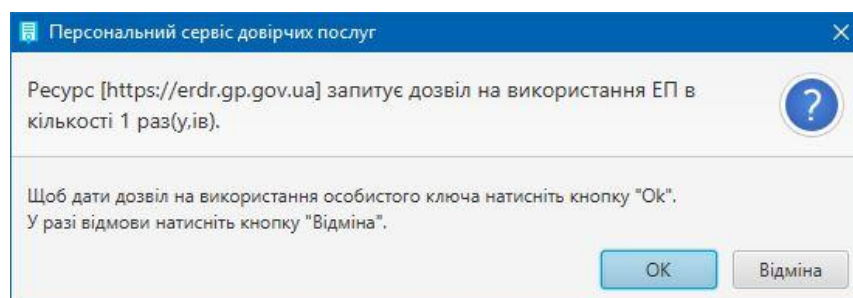 Персональний сервіс довірчих послуг
Ресурс [https://erdr.gp.gov.ua] запитує дозвіл на використання ЕП в
кількості 1 раз(у,ів).
Щоб дати дозвіл на використання особистого ключа натисніть кнопку "Ok".
У разі відмови натисніть кнопку "Відміна".
OK Відміна